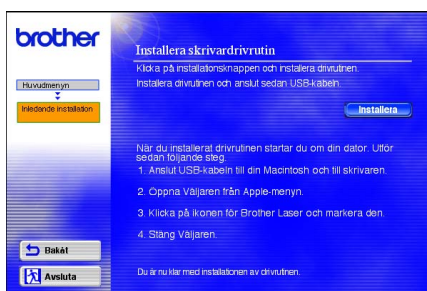 brother
Huvudmenyn
Inledande installation
Installera skrivardrivrutin
Klicka på installationsknappen och installera drivrutinen.
Installera drivrutinen och anslut sedan USB-kabeln.
Installera
När du installerat drivrutinen startar du om din dator. Utför
sedan följande steg.
1. Anslut USB-kabeln till din Macintosh och till skrivaren.
2. Öppna Väljaren från Apple-menyn.
3. Klicka på ikonen för Brother Laser och markera den.
4. Stäng Väljaren.
Du är nu klar med installationen av drivrutinen.
Bakåt
Avsluta